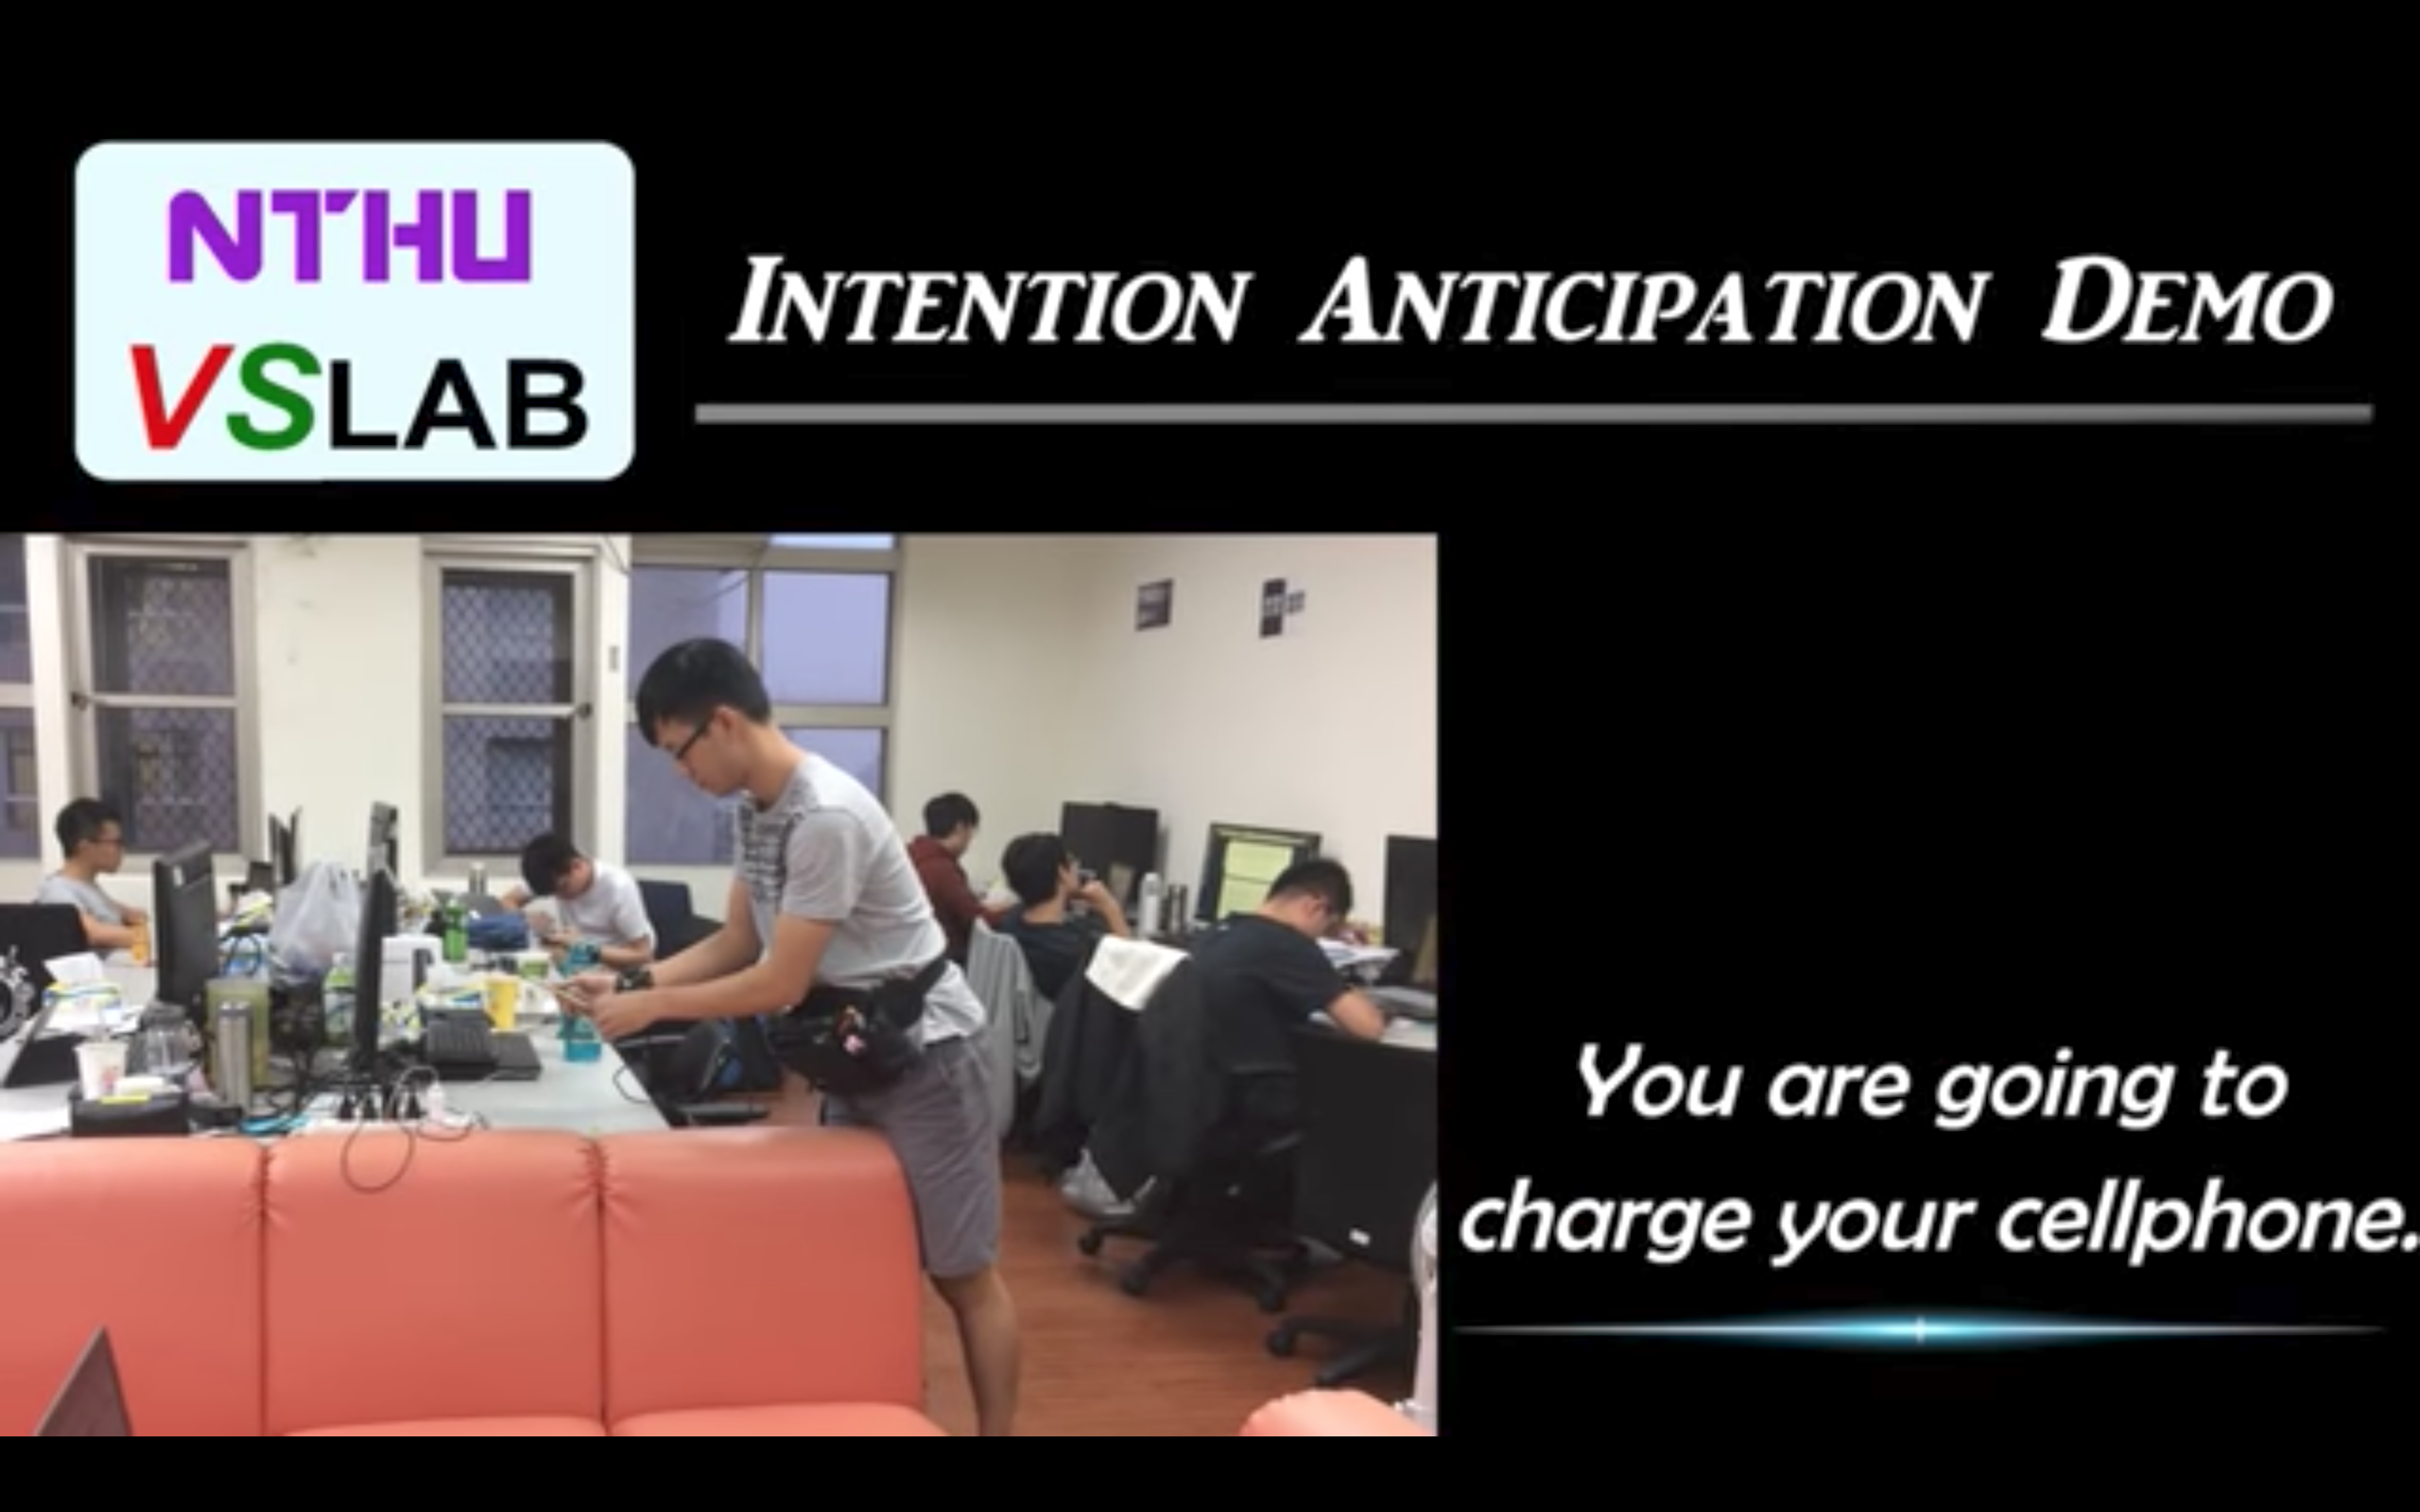 NTHU
VSLAB
INTENTION ANTICIPATION DEMO
You are going to
charge your cellphone.